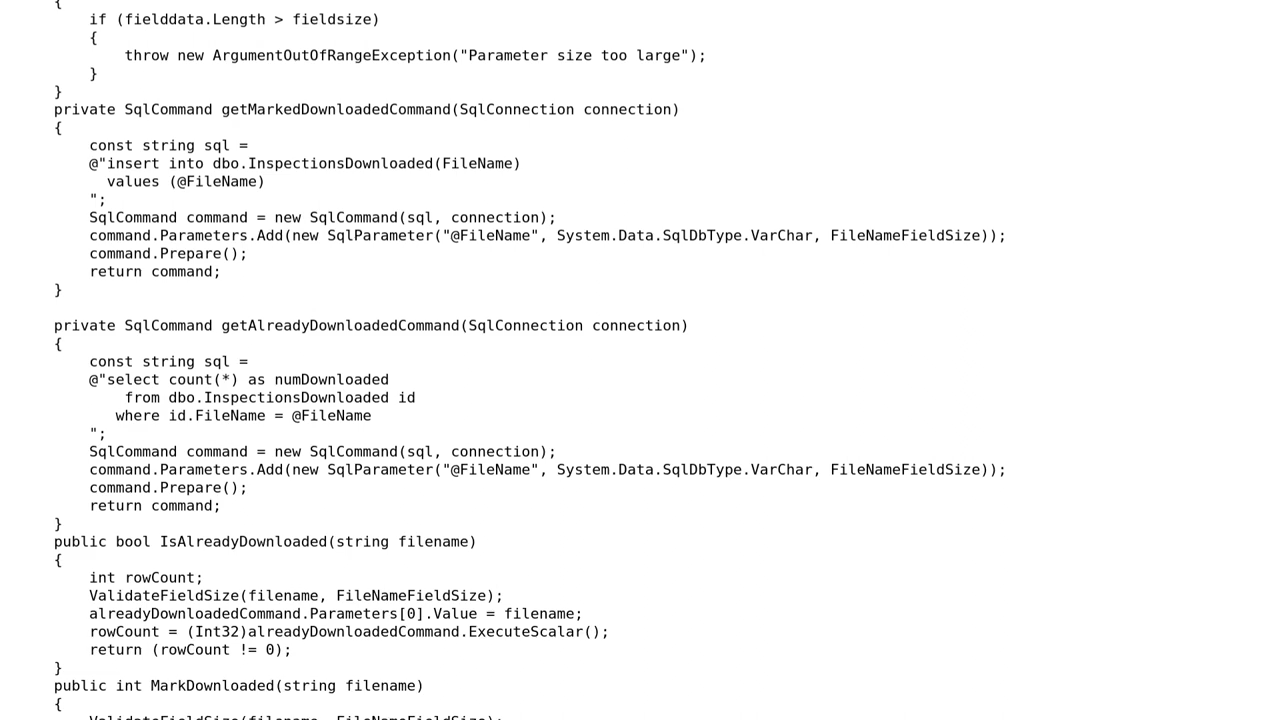 {
    if (fielddata.Length > fieldsize)
    {
        throw new ArgumentOutOfRangeException("Parameter size too large");
    }
}
private SqlCommand getMarkedDownloadedCommand(SqlConnection connection)
{
    const string sql =
    @"insert into dbo.InspectionsDownloaded(FileName)
      values (@FileName)
    ";
    SqlCommand command = new SqlCommand(sql, connection);
    command.Parameters.Add(new SqlParameter("@FileName", System.Data.SqlDbType.VarChar, FileNameFieldSize));
    command.Prepare();
    return command;
}

private SqlCommand getAlreadyDownloadedCommand(SqlConnection connection)
{
    const string sql =
    @"select count(*) as numDownloaded
        from dbo.InspectionsDownloaded id
       where id.FileName = @FileName
    ";
    SqlCommand command = new SqlCommand(sql, connection);
    command.Parameters.Add(new SqlParameter("@FileName", System.Data.SqlDbType.VarChar, FileNameFieldSize));
    command.Prepare();
    return command;
}
public bool IsAlreadyDownloaded(string filename)
{
    int rowCount;
    ValidateFieldSize(filename, FileNameFieldSize);
    alreadyDownloadedCommand.Parameters[0].Value = filename;
    rowCount = (Int32)alreadyDownloadedCommand.ExecuteScalar();
    return (rowCount != 0);
}
public int MarkDownloaded(string filename)
{
    ValidateFieldSize(filename, FileNameFieldSize);